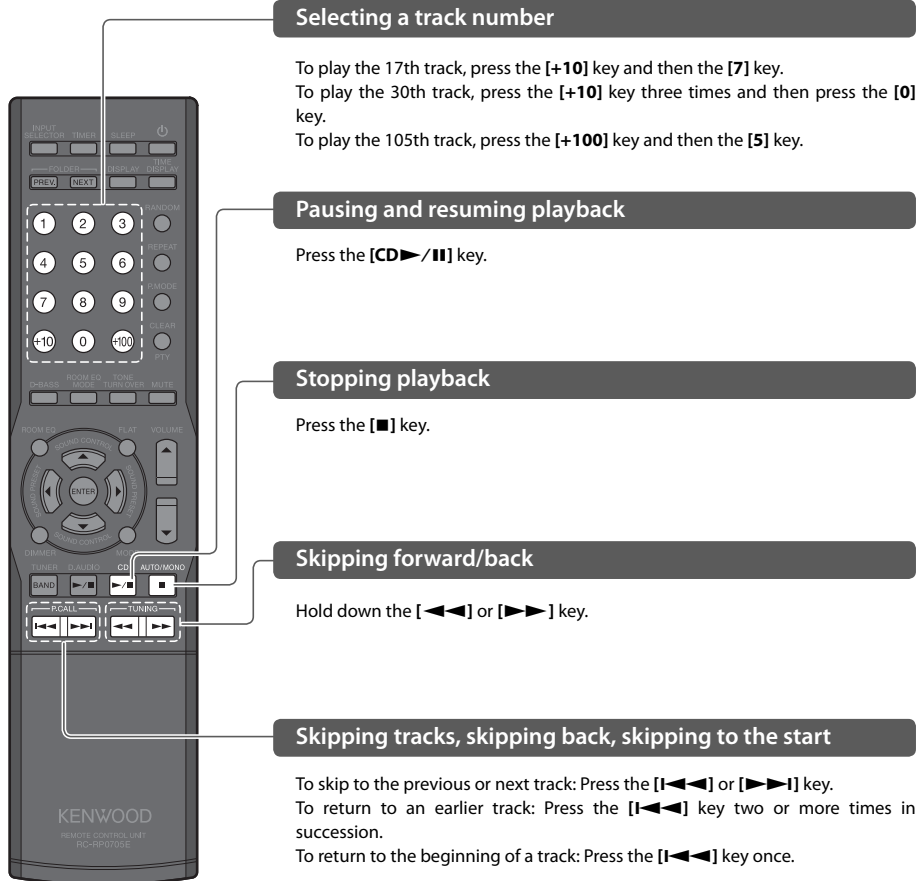 Selecting a track number
To play the 17th track, press the [+10] key and then the [7] key.
To play the 30th track, press the [+10] key three times and then press the [0]
key.
To play the 105th track, press the [+100] key and then the [5] key.
Pausing and resuming playback
Press the [CD►/II] key.
Stopping playback
Press the [■] key.
Skipping forward/back
Hold down the [◄◄] or [►►] key.
Skipping tracks, skipping back, skipping to the start
To skip to the previous or next track: Press the [I◄◄] or [►►I] key.
To return to an earlier track: Press the [I◄◄] key two or more times in
succession.
To return to the beginning of a track: Press the [I◄◄] key once.
INPUT
SELECTOR TIMER SLEEP
TIME
FOLDER DISPLAY DISPLAY
PREV. NEXT
RANDOM
1 2 3
REPEAT
4 5 6
P.MODE
7 8 9
CLEAR
+10 0 +100
PTY
ROOM EQ TONE
D-BASS MODE TURN OVER MUTE
ROOM EQ FLAT VOLUME
SOUND CONTROL
SOUND PRESET ENTER SOUND PRESET
SOUND CONTROL
DIMMER MODE
TUNER D.AUDIO CD AUTO/MONO
BAND ►/II ►/II ■
P.CALL TUNING
I◄◄ ►►I ◄◄ ►►
KENWOOD
REMOTE CONTROL UNIT
RC-RP0705E